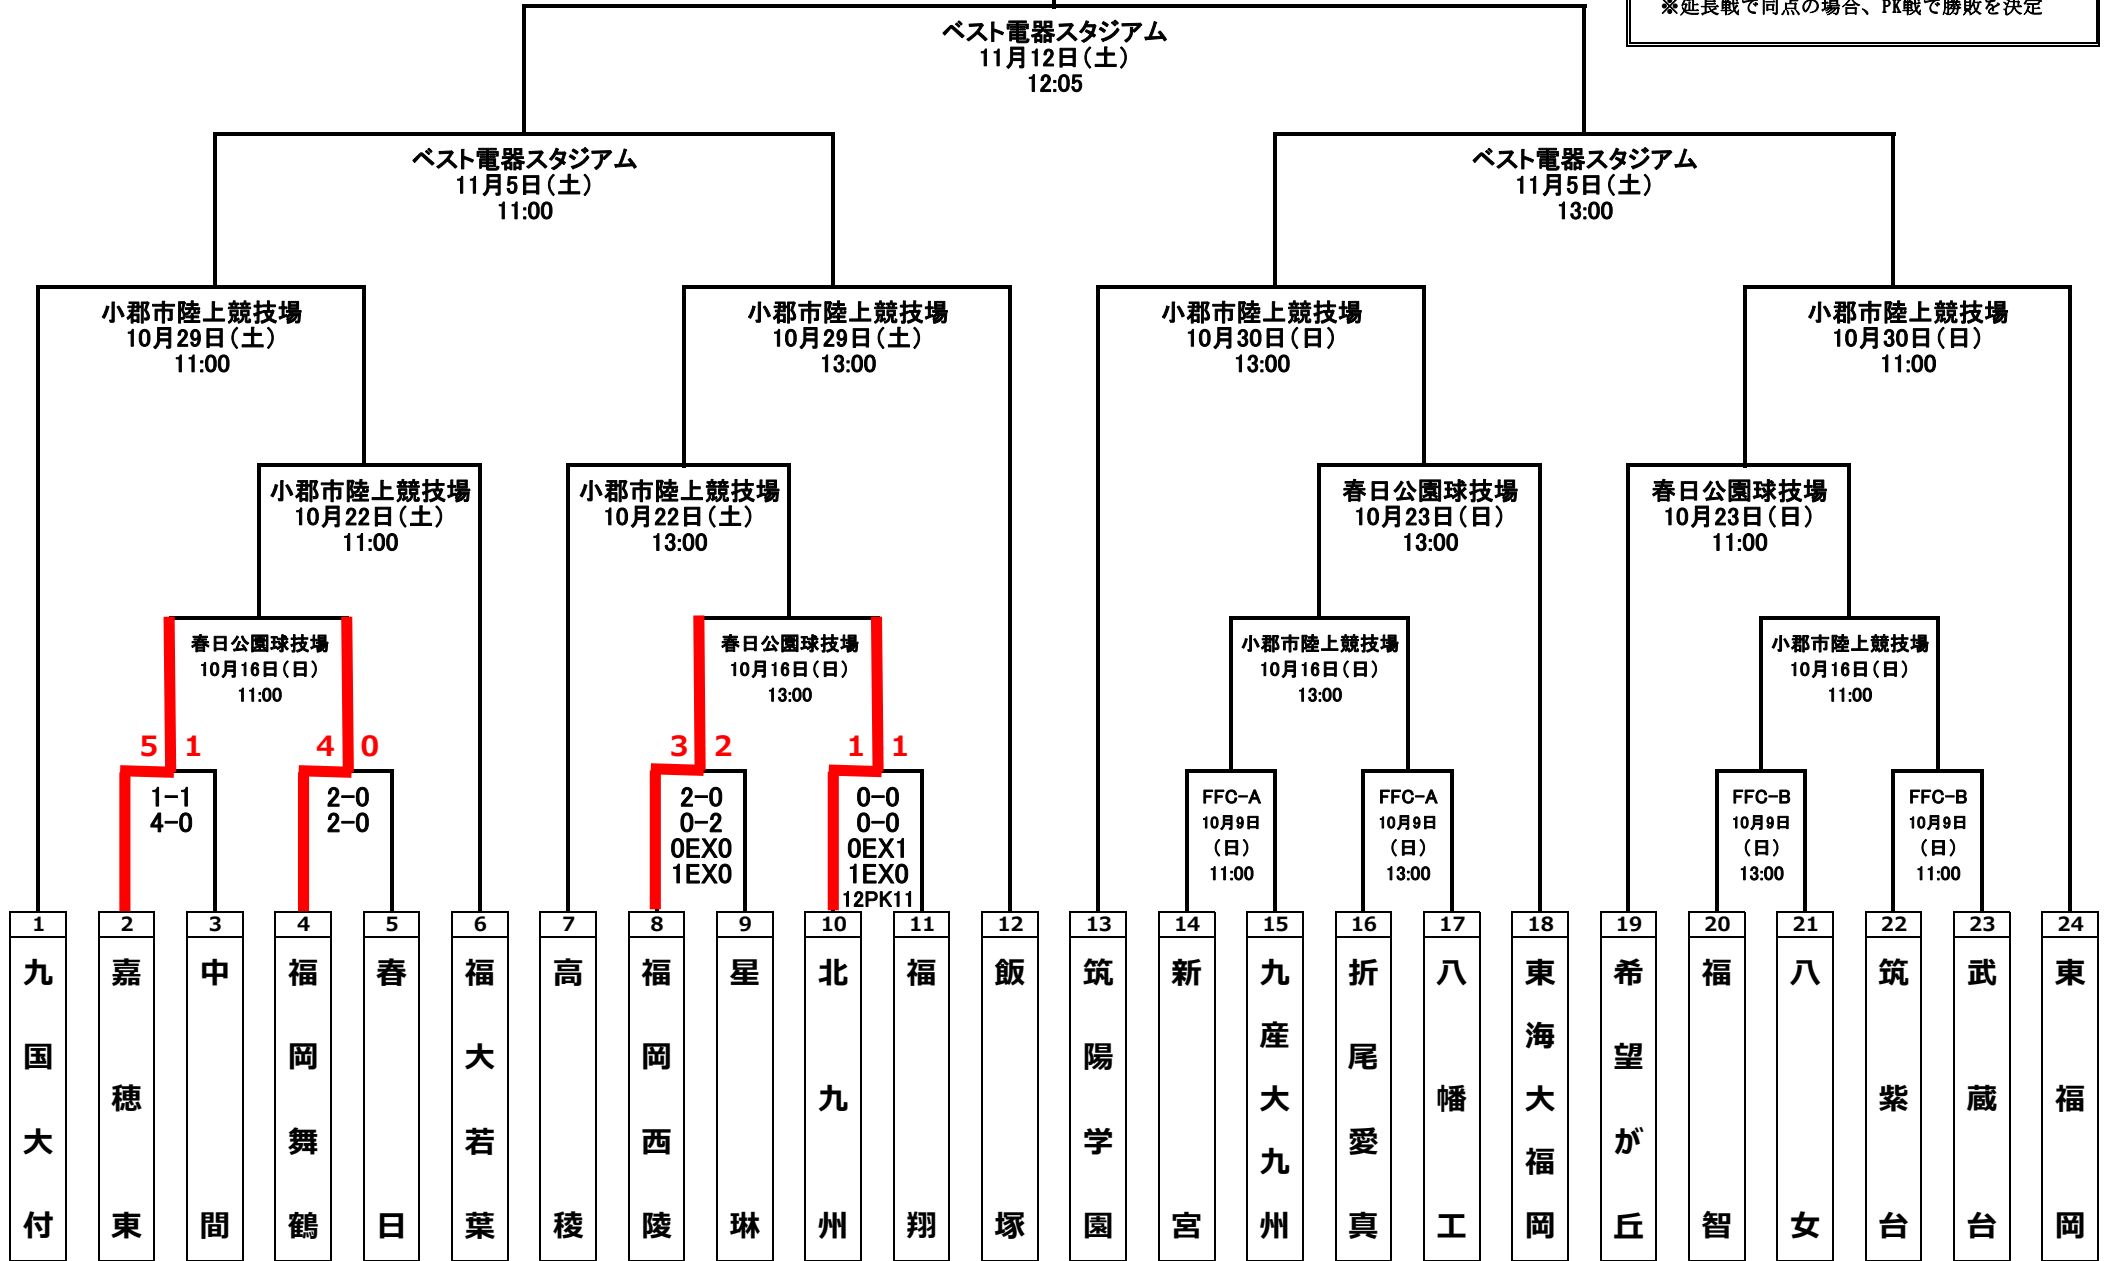 ※延長戦で同点の場合、PK戦で勝敗を決定
ベスト電器スタジアム
11月12日(土)
12:05
ベスト電器スタジアム
11月5日(土)
11:00
ベスト電器スタジアム
11月5日(土)
13:00
小郡市陸上競技場
10月29日(土)
11:00
小郡市陸上競技場
10月29日(土)
13:00
小郡市陸上競技場
10月30日(日)
13:00
小郡市陸上競技場
10月30日(日)
11:00
小郡市陸上競技場
10月22日(土)
11:00
小郡市陸上競技場
10月22日(土)
13:00
春日公園球技場
10月23日(日)
13:00
春日公園球技場
10月23日(日)
11:00
春日公園球技場
10月16日(日)
11:00
春日公園球技場
10月16日(日)
13:00
小郡市陸上競技場
10月16日(日)
13:00
小郡市陸上競技場
10月16日(日)
11:00
5 1
1-1
4-0
4 0
2-0
2-0
3 2
2-0
0-2
0EX0
1EX0
1 1
0-0
0-0
0EX1
1EX0
12PK11
FFC-A
10月9日
(日)
11:00
FFC-A
10月9日
(日)
13:00
FFC-B
10月9日
(日)
13:00
FFC-B
10月9日
(日)
11:00
1
九国大付
2
嘉穂東
3
中間
4
福岡舞鶴
5
春日
6
福大若葉
7
高稜
8
福岡西陵
9
星琳
10
北九州
11
福翔
12
飯塚
13
筑陽学園
14
新宮
15
九産大九州
16
折尾愛真
17
八幡工
18
東海大福岡
19
希望が丘
20
福智
21
八女
22
筑紫台
23
武蔵台
24
東福岡